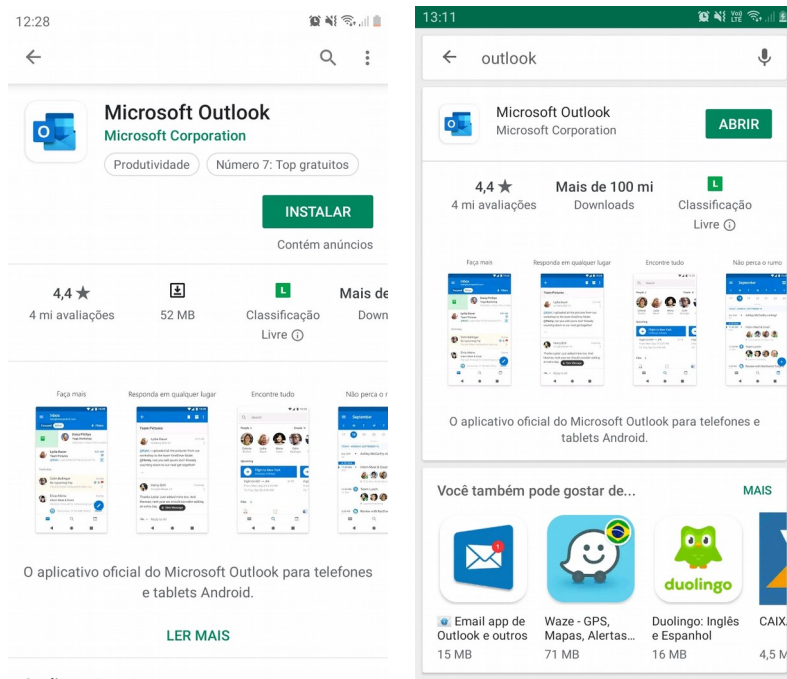 12:28
Microsoft Outlook
Microsoft Corporation
Produtividade
Número 7: Top gratuitos
INSTALAR
Contém anúncios
4,4 ★
4 mi avaliações
52 MB
L
Classificação
Livre
Mais de
Down
Faça mais
Responda em qualquer lugar
Encontre tudo
Não perca o r
O aplicativo oficial do Microsoft Outlook para telefones
e tablets Android.
LER MAIS
13:11
outlook
Microsoft Outlook
Microsoft Corporation
ABRIR
4,4 ★
4 mi avaliações
Mais de 100 mi
Downloads
L
Classificação
Livre
Faça mais
Responda em qualquer lugar
Encontre tudo
Não perca o rumo
O aplicativo oficial do Microsoft Outlook para telefones e
tablets Android.
Você também pode gostar de...
MAIS
duolingo
Email app de
Outlook e outros
15 MB
Waze - GPS,
Mapas, Alertas...
71 MB
Duolingo: Inglês
e Espanhol
16 MB
CAIX
4,5 M